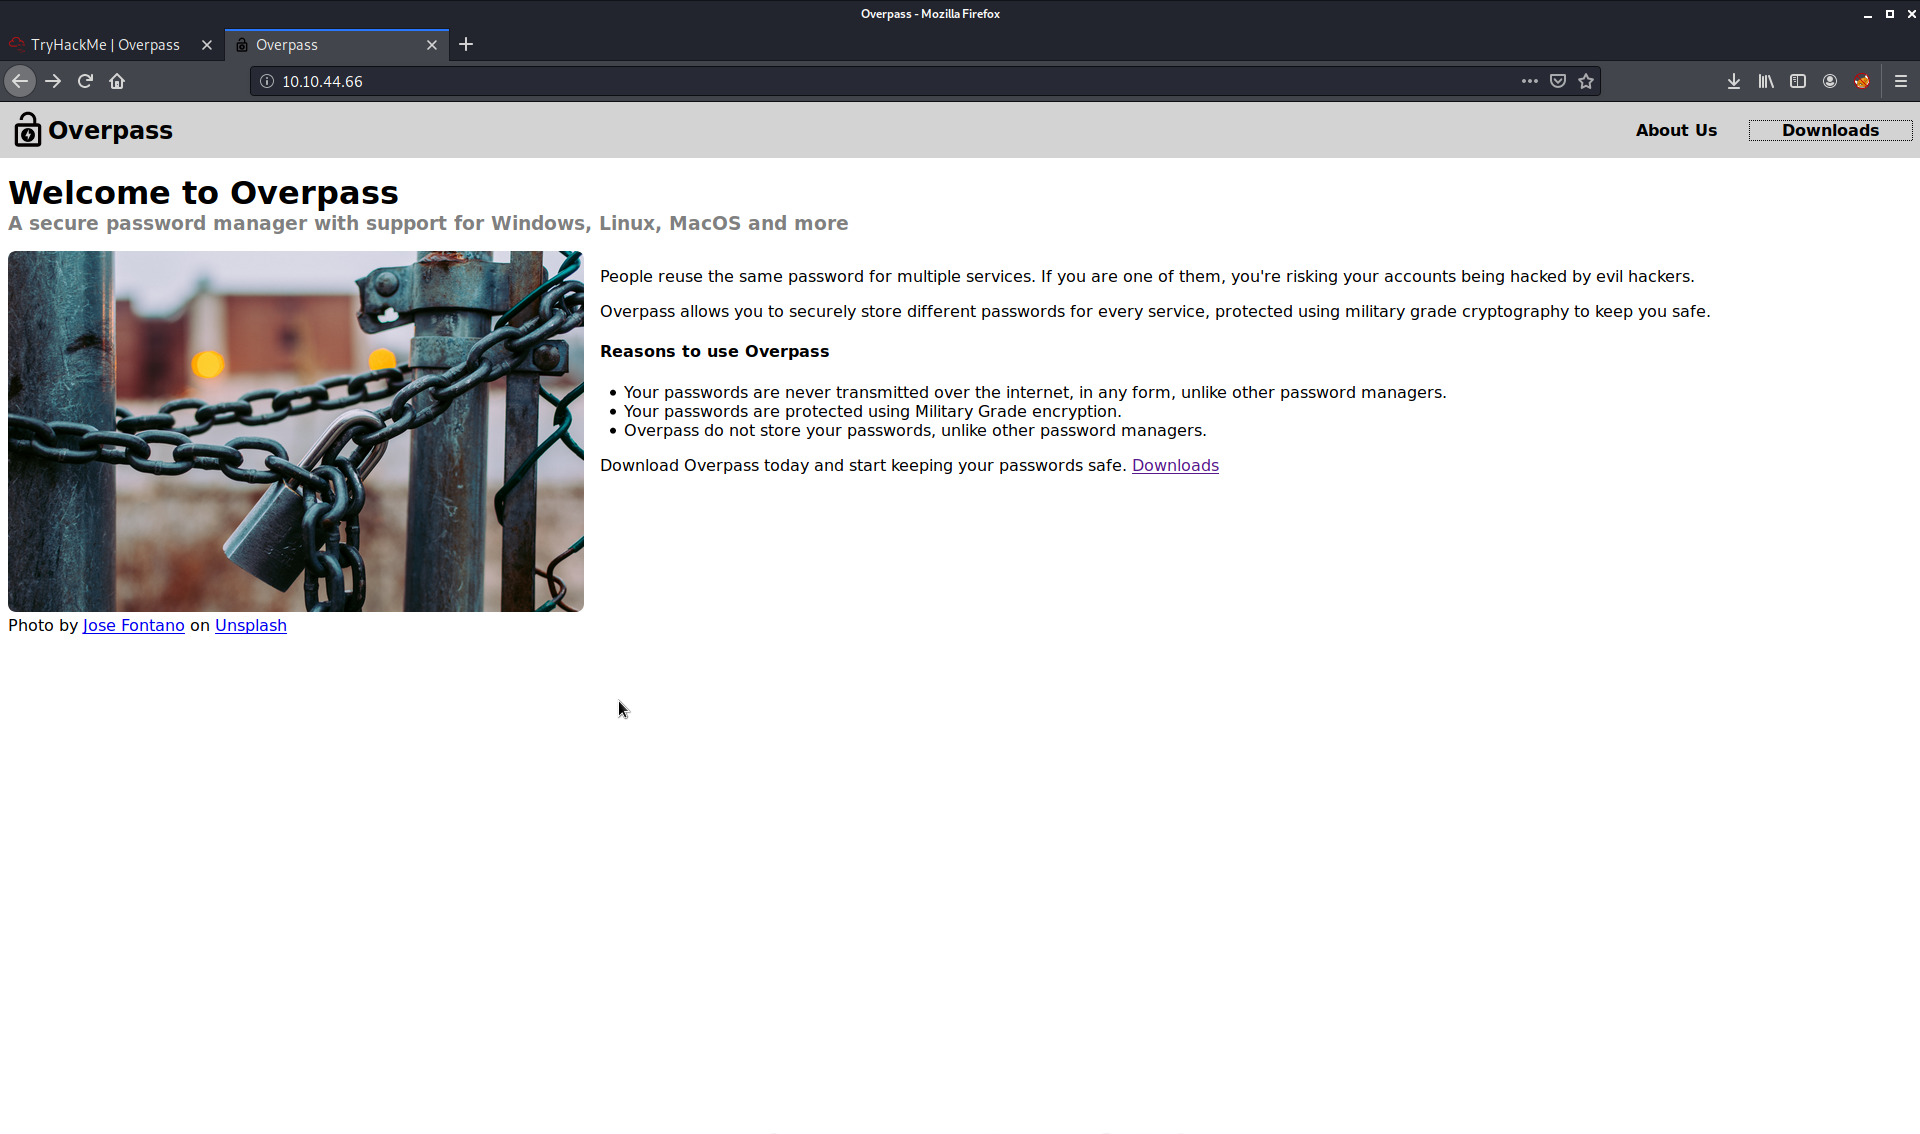 Overpass - Mozilla Firefox
TryHackMe | Overpass
Overpass
10.10.44.66
Overpass
About Us
Downloads
Welcome to Overpass
A secure password manager with support for Windows, Linux, MacOS and more
People reuse the same password for multiple services. If you are one of them, you're risking your accounts being hacked by evil hackers.
Overpass allows you to securely store different passwords for every service, protected using military grade cryptography to keep you safe.
Reasons to use Overpass
• Your passwords are never transmitted over the internet, in any form, unlike other password managers.
• Your passwords are protected using Military Grade encryption.
• Overpass do not store your passwords, unlike other password managers.
Download Overpass today and start keeping your passwords safe. Downloads
Photo by Jose Fontano on Unsplash